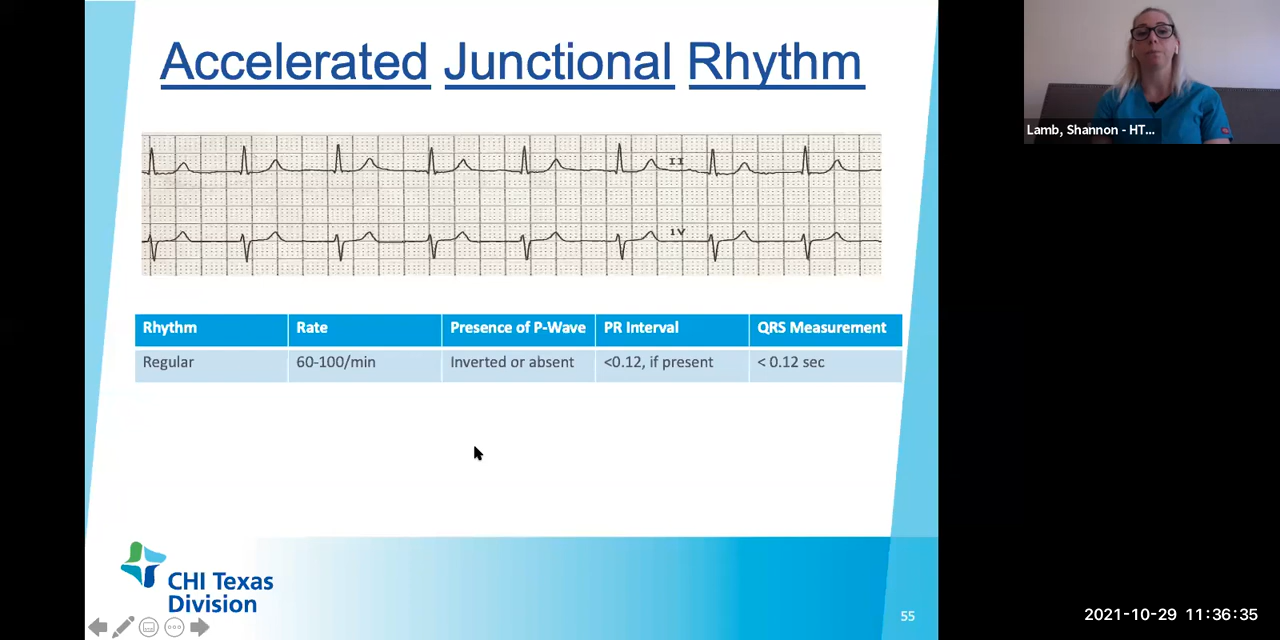 Accelerated Junctional Rhythm
Lamb, Shannon - HT...
II
IV
Rhythm Rate Presence of P-Wave PR Interval QRS Measurement
Regular 60-100/min Inverted or absent <0.12, if present < 0.12 sec
CHI Texas
Division
55
2021-10-29 11:36:35